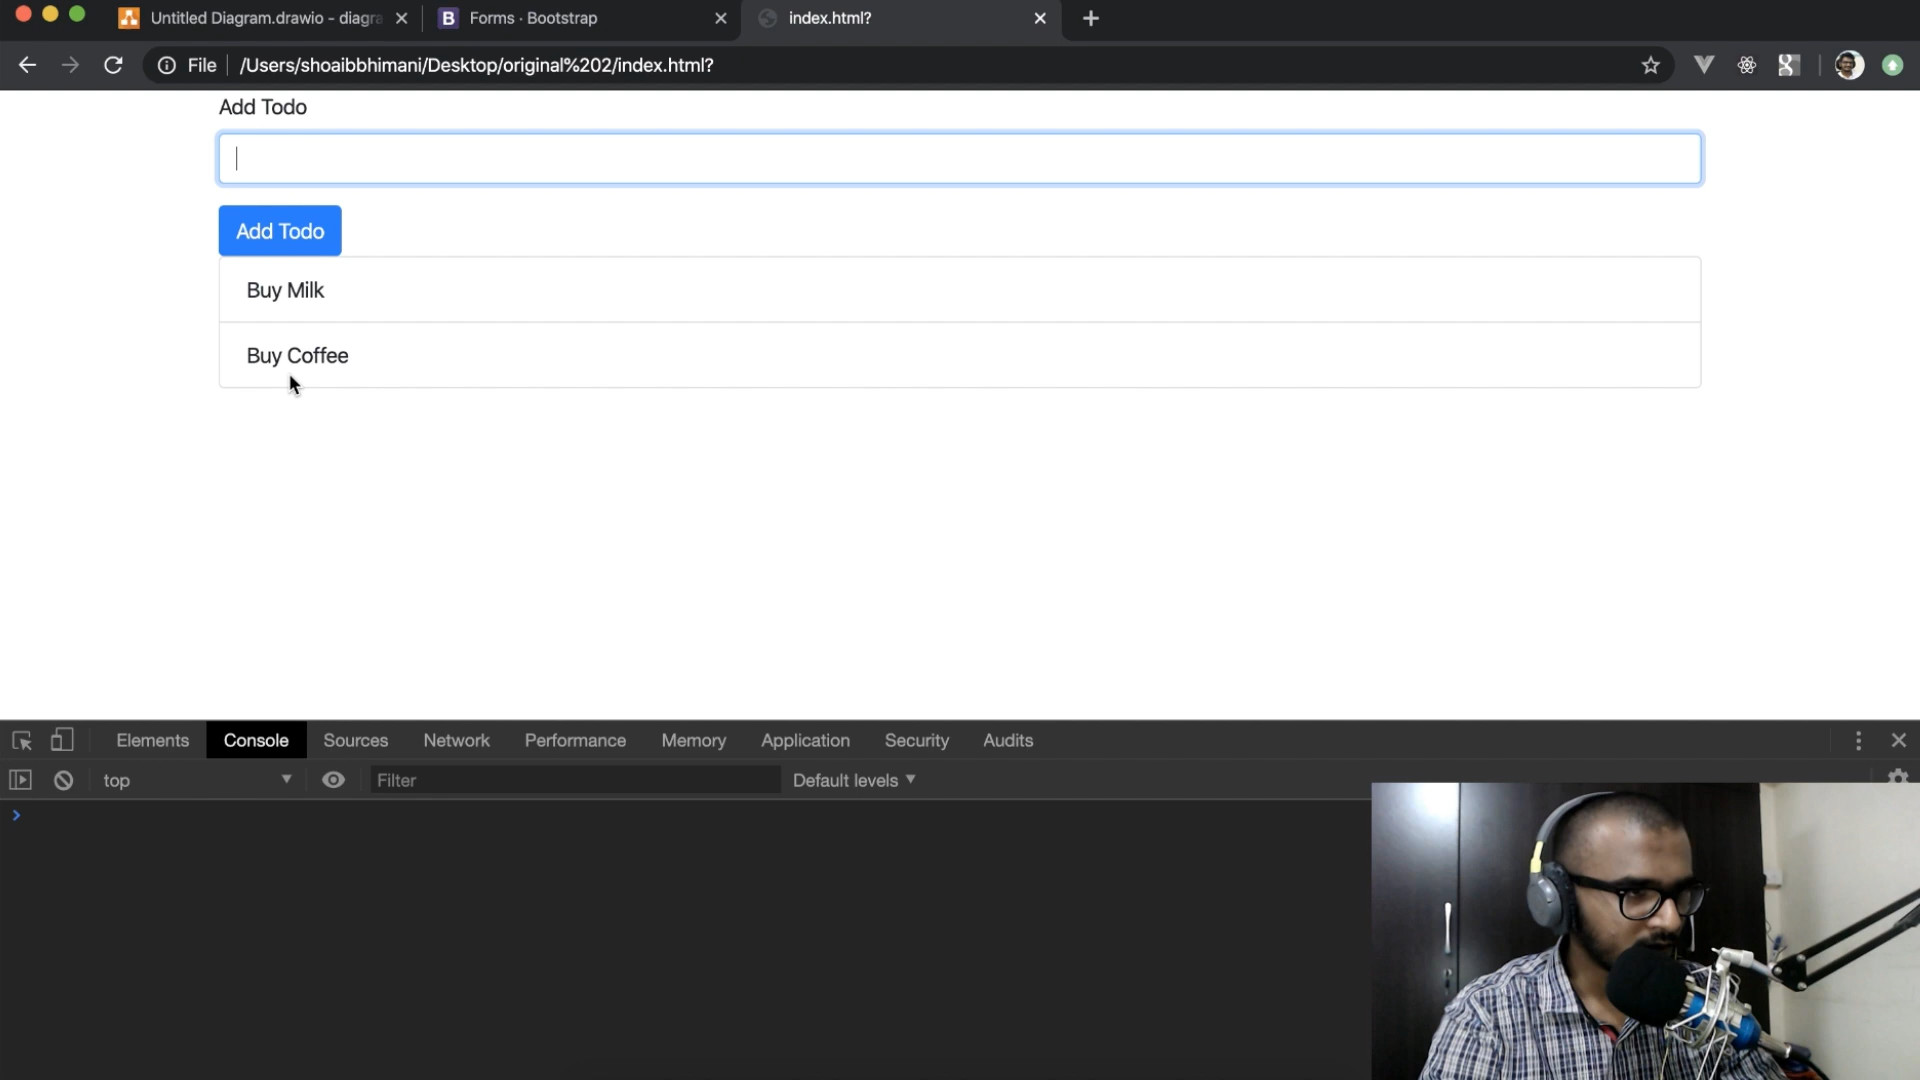 Untitled Diagram.drawio - diagra
B Forms · Bootstrap
index.html?
File /Users/shoaibbhimani/Desktop/original%202/index.html?
Add Todo
Add Todo
Buy Milk
Buy Coffee
Elements Console Sources Network Performance Memory Application Security Audits
top Filter Default levels